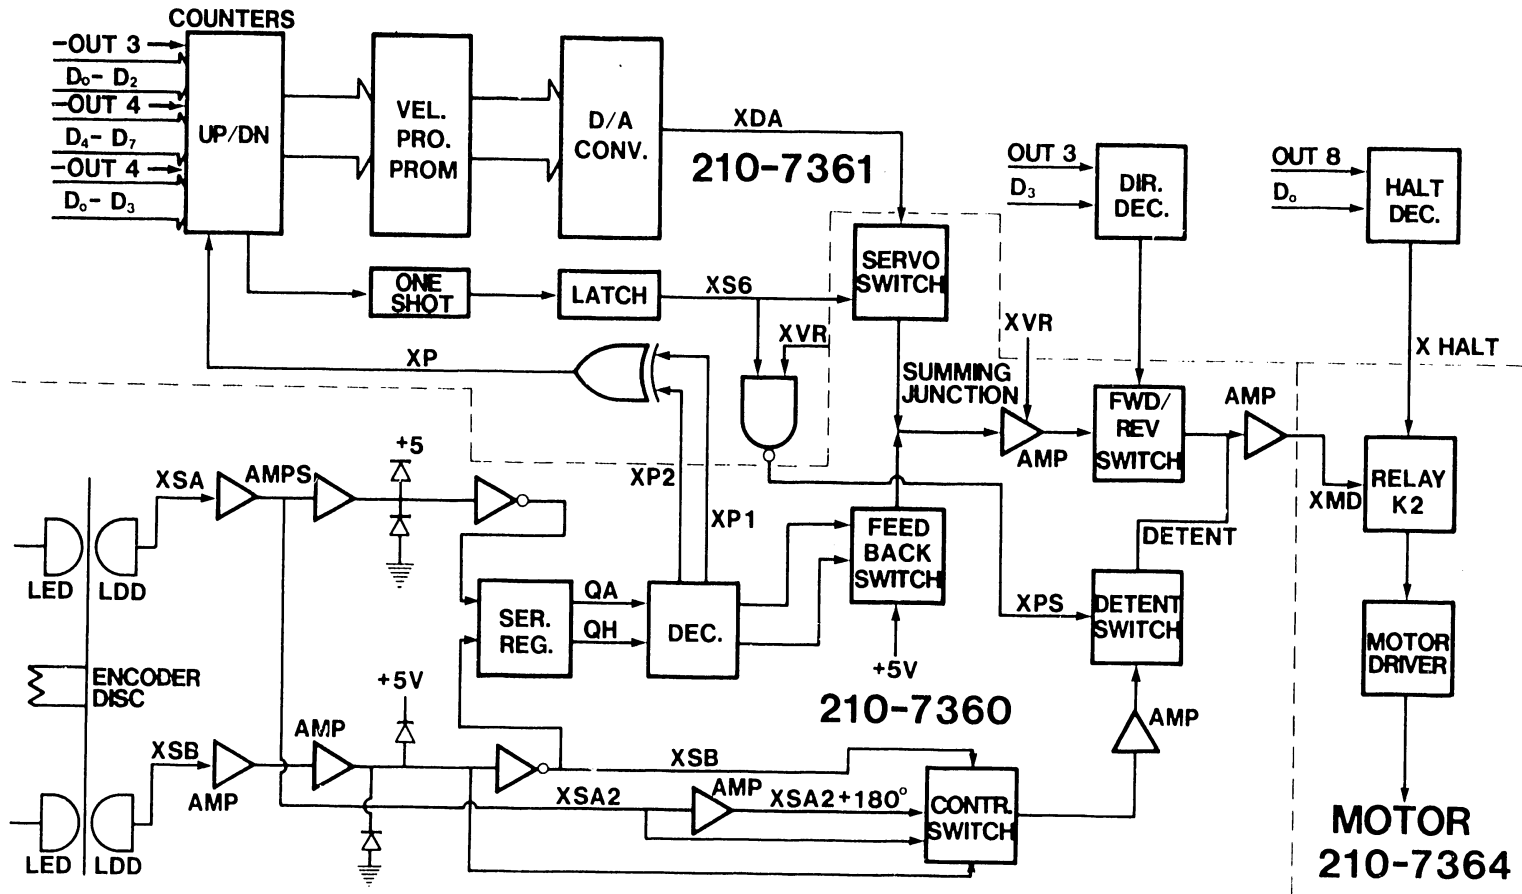 COUNTERS
-OUT 3
D₀- D₂
-OUT 4
D₄- D₇
-OUT 4
D₀- D₃
UP/DN
VEL.
PRO.
PROM
D/A
CONV.
XDA
210-7361
OUT 3
D₃
DIR.
DEC.
OUT 8
D₀
HALT
DEC.
ONE
SHOT
LATCH
XS6
SERVO
SWITCH
XVR
XVR
X HALT
XP
SUMMING
JUNCTION
AMP
FWD/
REV
SWITCH
AMP
RELAY
K2
XMD
+5
XSA
AMPS
XP2
XP1
FEED
BACK
SWITCH
DETENT
LED
LDD
SER.
REG.
QA
QH
DEC.
XPS
DETENT
SWITCH
MOTOR
DRIVER
+5V
ENCODER
DISC
+5V
210-7360
AMP
XSB
AMP
AMP
XSB
XSA2
AMP
XSA2+180°
CONTR.
SWITCH
LED
LDD
MOTOR
210-7364